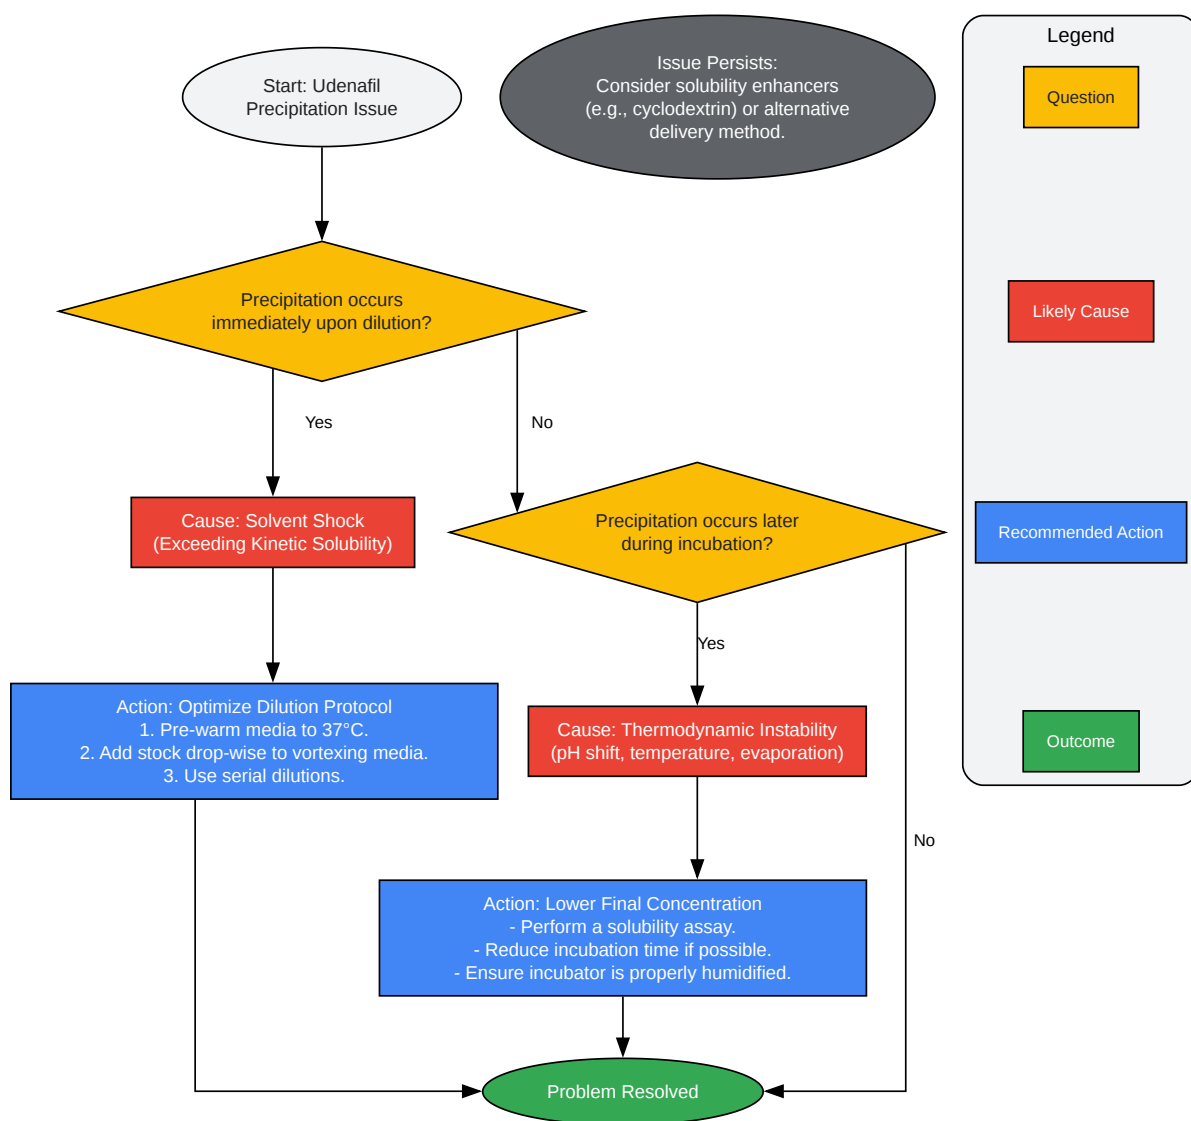 Start: Udenafil
Precipitation Issue
Issue Persists:
Consider solubility enhancers
(e.g., cyclodextrin) or alternative
delivery method.
Legend
Question
Precipitation occurs
immediately upon dilution?
Likely Cause
Yes
No
Cause: Solvent Shock
(Exceeding Kinetic Solubility)
Precipitation occurs later
during incubation?
Recommended Action
Yes
Action: Optimize Dilution Protocol
1. Pre-warm media to 37°C.
2. Add stock drop-wise to vortexing media.
3. Use serial dilutions.
Cause: Thermodynamic Instability
(pH shift, temperature, evaporation)
Outcome
No
Action: Lower Final Concentration
- Perform a solubility assay.
- Reduce incubation time if possible.
- Ensure incubator is properly humidified.
Problem Resolved